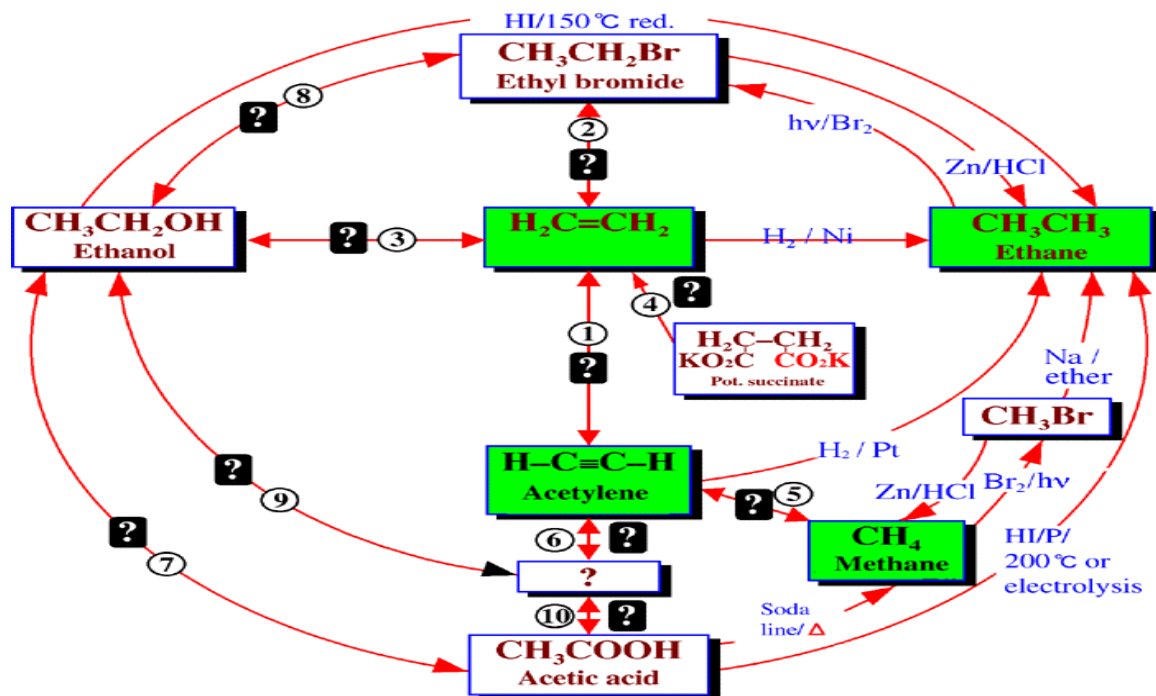 HI/150℃ red.
CH₃CH₂Br
Ethyl bromide
8
?
2
?
hν/Br₂
Zn/HCl
CH₃CH₂OH
Ethanol
?
3
H₂C=CH₂
H₂ / Ni
CH₃CH₃
Ethane
4
?
1
?
H₂C–CH₂
KO₂C CO₂K
Pot. succinate
Na /
ether
CH₃Br
H–C≡C–H
Acetylene
H₂ / Pt
?
5
Zn/HCl
Br₂/hν
?
9
6
?
CH₄
Methane
HI/P/
200℃ or
electrolysis
?
7
?
10
?
Soda
line/ Δ
CH₃COOH
Acetic acid